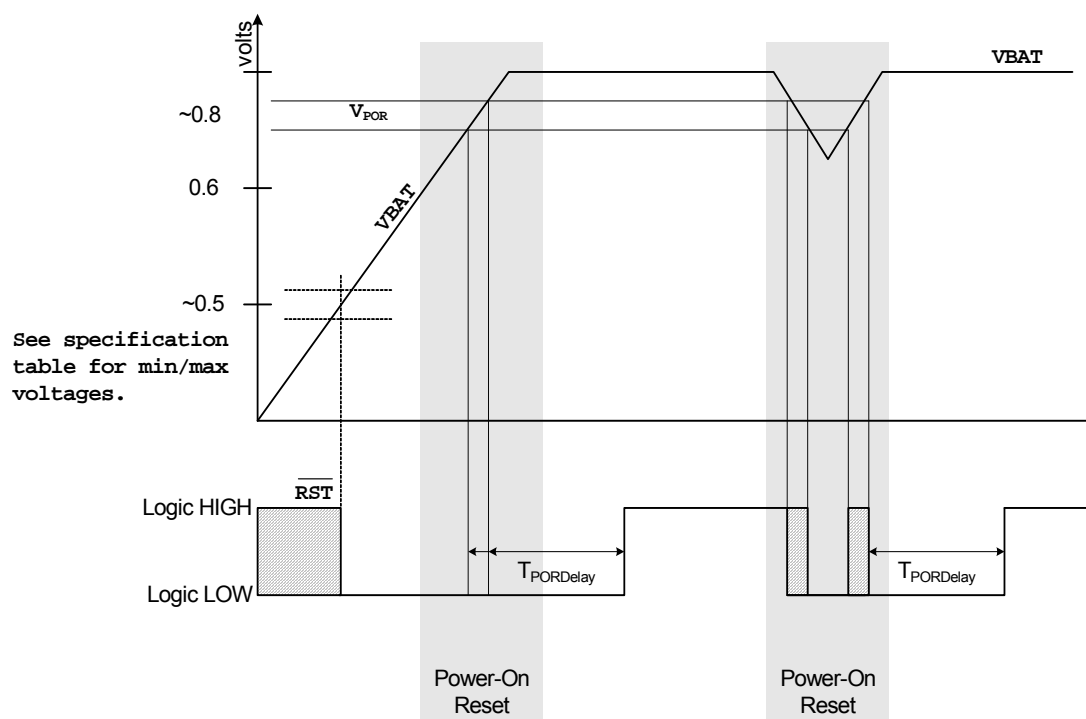 volts
VBAT
~0.8
VPOR
0.6
VBAT
~0.5
See specification
table for min/max
voltages.
RST
Logic HIGH
TPORDelay
TPORDelay
Logic LOW
Power-On
Reset
Power-On
Reset